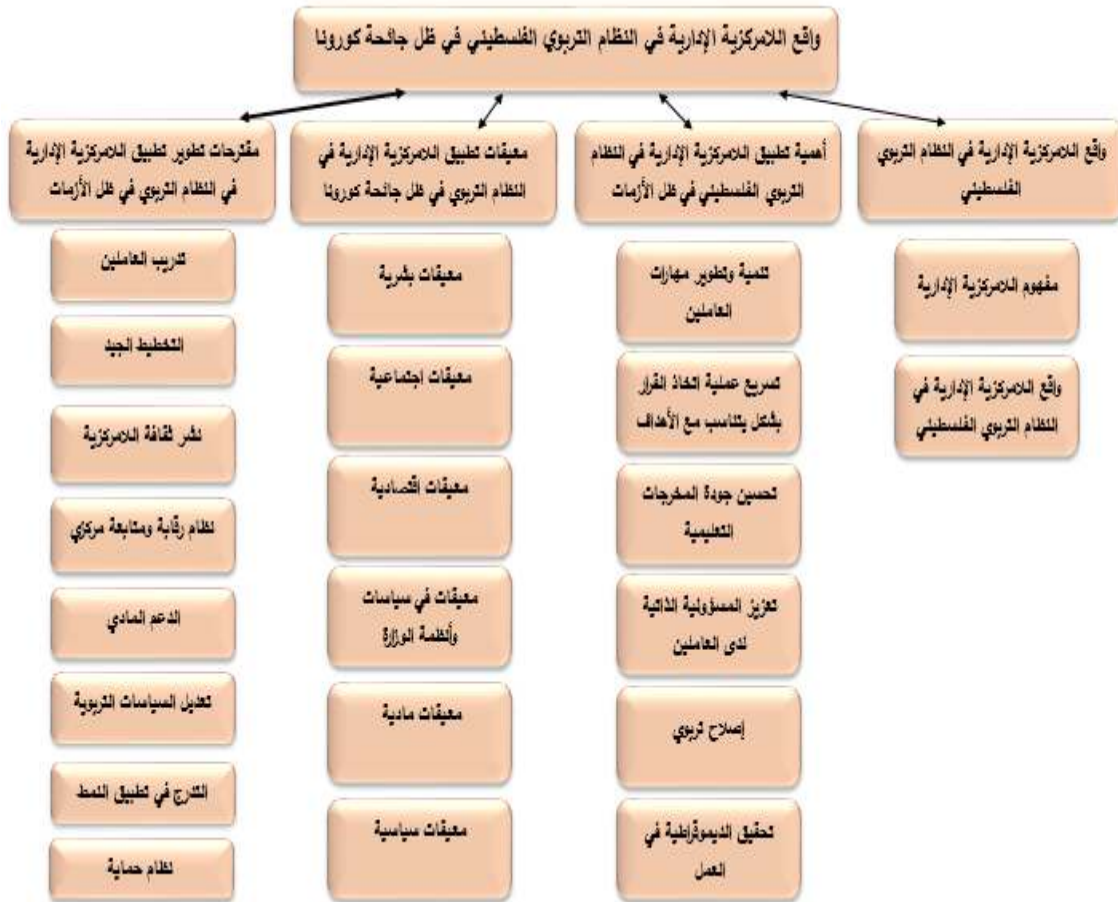 واقع اللامركزية الإدارية في النظام التربوي الفلسطيني في ظل جائحة كورونا
واقع اللامركزية الإدارية في النظام التربوي
الفلسطيني
مفهوم اللامركزية الإدارية
واقع اللامركزية الإدارية في
النظام التربوي الفلسطيني
أهمية تطبيق اللامركزية الإدارية في النظام
التربوي الفلسطيني في ظل الأزمات
تنمية وتطوير مهارات
العاملين
تسريع عملية اتخاذ القرار
بشكل يتناسب مع الأهداف
تحسين جودة المخرجات
التعليمية
تعزيز المسؤولية الذاتية
لدى العاملين
إصلاح تربوي
تحقيق الديموقراطية في
العمل
معيقات تطبيق اللامركزية الإدارية في
النظام التربوي في ظل جائحة كورونا
معيقات بشرية
معيقات اجتماعية
معيقات اقتصادية
معيقات في سياسات
وأنظمة الوزارة
معيقات مادية
معيقات سياسية
مقترحات تطوير تطبيق اللامركزية الإدارية
في النظام التربوي في ظل الأزمات
تدريب العاملين
التخطيط الجيد
نشر ثقافة اللامركزية
نظام رقابة ومتابعة مركزي
الدعم المادي
تعديل السياسات التربوية
التدرج في تطبيق النمط
نظام حماية